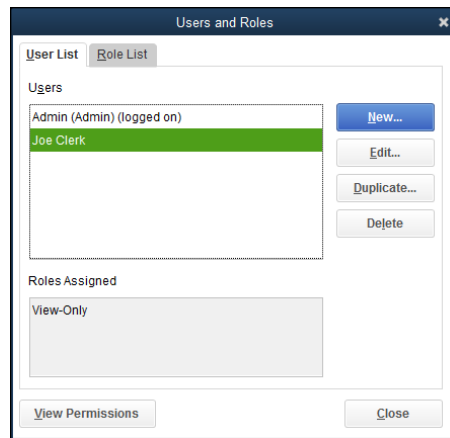 Users and Roles
User List
Role List
Users
Admin (Admin) (logged on)
Joe Clerk
New...
Edit...
Duplicate...
Delete
Roles Assigned
View-Only
View Permissions
Close